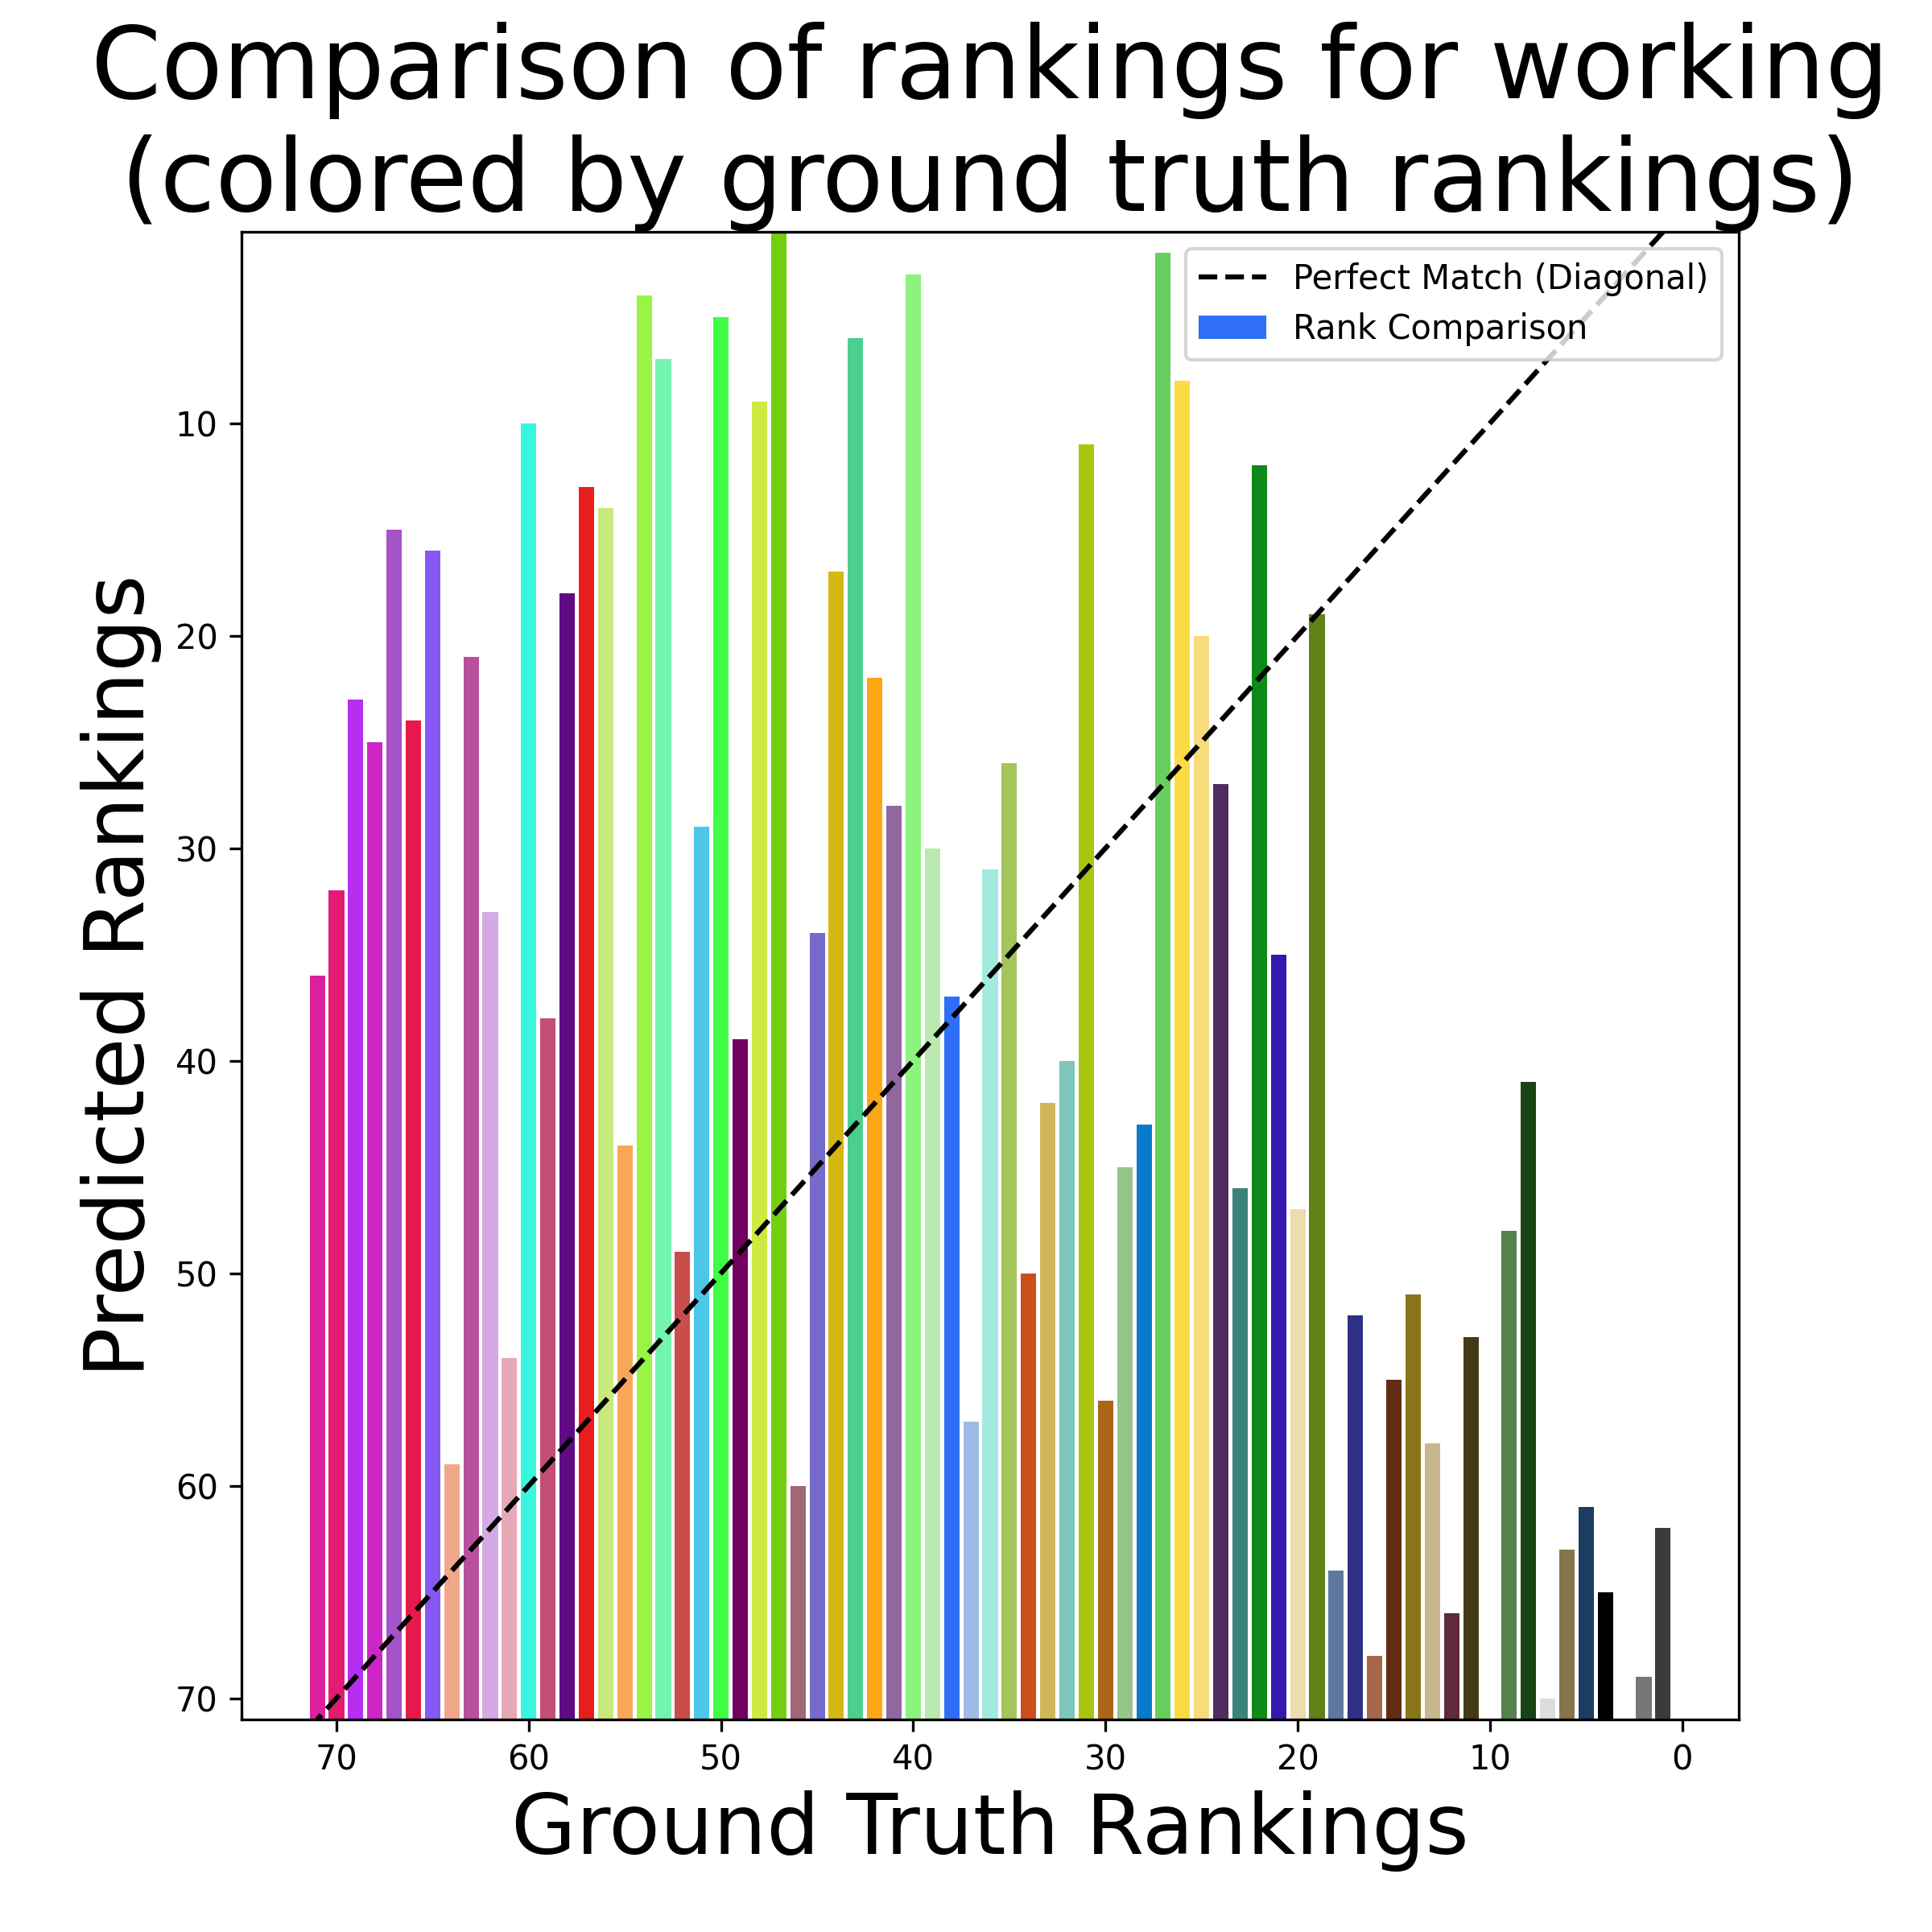 Comparison of rankings for working
(colored by ground truth rankings)
Perfect Match (Diagonal)
Rank Comparison
Predicted Rankings
10
20
30
40
50
60
70
70 60 50 40 30 20 10 0
Ground Truth Rankings